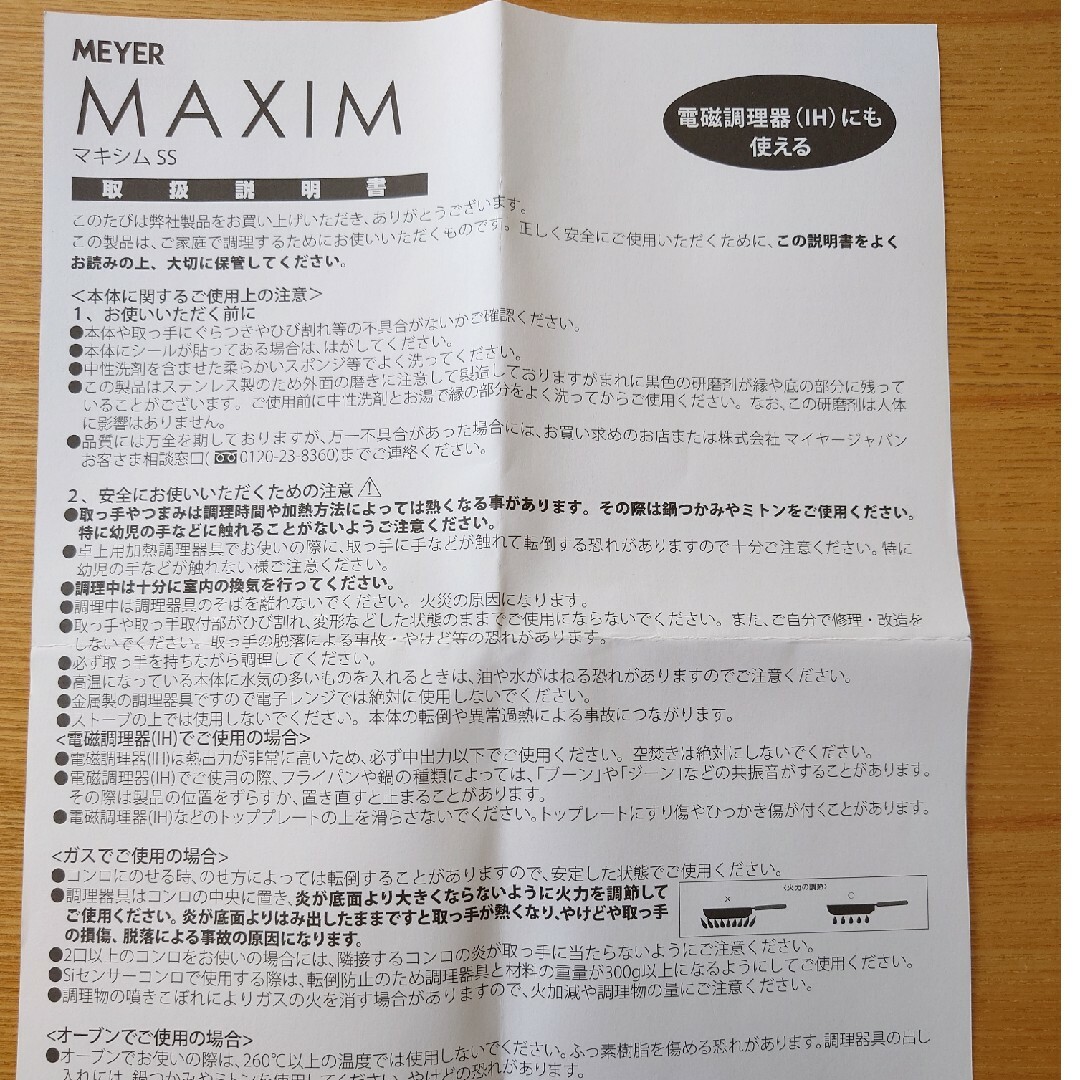 MEYER
MAXIM
マキシム SS
電磁調理器(IH)にも
使える
取扱説明書
このたびは弊社製品をお買い上げいただき、ありがとうございます。
この製品は、ご家庭で調理するためにお使いいただくものです。正しく安全にご使用いただくために、この説明書をよく
お読みの上、大切に保管してください。
<本体に関するご使用上の注意>
1、お使いいただく前に
●本体や取っ手にぐらつきやひび割れ等の不具合がないかご確認ください。
●本体にシールが貼ってある場合は、はがしてください。
●中性洗剤を含ませた柔らかいスポンジ等でよく洗ってください。
●この製品はステンレス製のため外面の磨きに注意して製造しておりますがまれに黒色の研磨剤が縁や底の部分に残って
いることがございます。ご使用前に中性洗剤とお湯で縁の部分をよく洗ってからご使用ください。なお、この研磨剤は人体
に影響はありません。
●品質には万全を期しておりますが、万一不具合があった場合には、お買い求めのお店または株式会社 マイヤージャパン
お客さま相談窓口(0120-23-8360)までご連絡ください。
2、安全にお使いいただくための注意⚠
●取っ手やつまみは調理時間や加熱方法によっては熱くなる事があります。その際は鍋つかみやミトンをご使用ください。
特に幼児の手などに触れることがないようご注意ください。
●卓上用加熱調理器具でお使いの際に、取っ手に手などが触れて転倒する恐れがありますので十分ご注意ください。特に
幼児の手などが触れない様ご注意ください。
●調理中は十分に室内の換気を行ってください。
●調理中は調理器具のそばを離れないでください。火災の原因になります。
●取っ手や取っ手取付部がひび割れ、変形などした状態のままでご使用にならないでください。また、ご自分で修理・改造を
しないでください。取っ手の脱落による事故・やけど等の恐れがあります。
●必ず取っ手を持ちながら調理してください。
●高温になっている本体に水気の多いものを入れるときは、油や水がはねる恐れがありますのでご注意ください。
●金属製の調理器具ですので電子レンジでは絶対に使用しないでください。
●ストーブの上では使用しないでください。本体の転倒や異常過熱による事故につながります。
<電磁調理器(IH)でご使用の場合>
●電磁調理器(IH)は熱出力が非常に高いため、必ず中出力以下でご使用ください。空焚きは絶対にしないでください。
●電磁調理器(IH)でご使用の際、フライパンや鍋の種類によっては、「ブーン」や「ジーン」などの共振音がすることがあります。
その際は製品の位置をずらすか、置き直すと止まることがあります。
●電磁調理器(IH)などのトッププレートの上を滑らさないでください。トッププレートにすり傷やひっかき傷が付くことがあります。
<ガスでご使用の場合>
●コンロにのせる時、のせ方によっては転倒することがありますので、安定した状態でご使用ください。
●調理器具はコンロの中央に置き、炎が底面より大きくならないように火力を調節して
ご使用ください。炎が底面よりはみ出したままですと取っ手が熱くなり、やけどや取っ手
の損傷、脱落による事故の原因になります。
〈火力の調節〉
× ○
●2口以上のコンロをお使いの場合には、隣接するコンロの炎が取っ手に当たらないようにご注意ください。
●Siセンサーコンロで使用する際は、転倒防止のため調理器具と材料の重量が300g以上になるようにしてご使用ください。
●調理物の噴きこぼれによりガスの火を消す場合がありますので、火加減や調理物の量にご注意ください。
<オーブンでご使用の場合>
●オーブンでお使いの際は、260℃以上の温度では使用しないでください。ふっ素樹脂を傷める恐れがあります。調理器具の出し
入れには、鍋つかみやミトンを使用してください。やけどの恐れがあります。